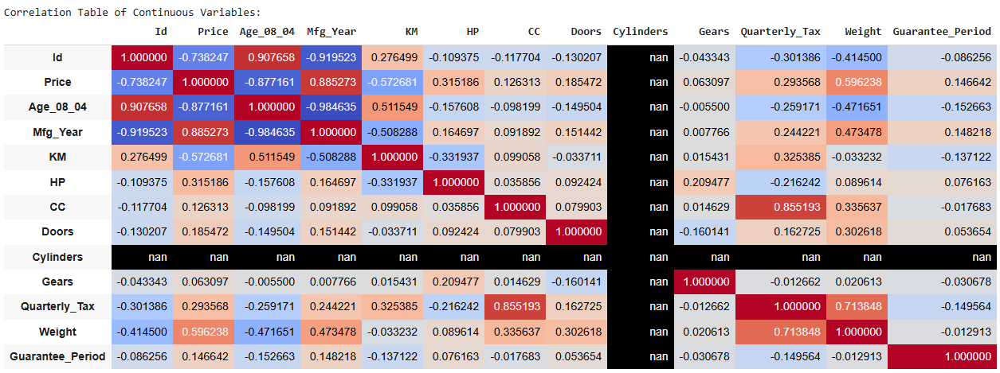 Correlation Table of Continuous Variables:
Id Price Age_08_04 Mfg_Year KM HP CC Doors Cylinders Gears Quarterly_Tax Weight Guarantee_Period
Id 1.000000 -0.738247 0.907658 -0.919523 0.276499 -0.109375 -0.117704 -0.130207 nan -0.043343 -0.301386 -0.414500 -0.086256
Price -0.738247 1.000000 -0.877161 0.885273 -0.572681 0.315186 0.126313 0.185472 nan 0.063097 0.293568 0.596238 0.146642
Age_08_04 0.907658 -0.877161 1.000000 -0.984635 0.511549 -0.157608 -0.098199 -0.149504 nan -0.005500 -0.259171 -0.471651 -0.152663
Mfg_Year -0.919523 0.885273 -0.984635 1.000000 -0.508288 0.164697 0.091892 0.151442 nan 0.007766 0.244221 0.473478 0.148218
KM 0.276499 -0.572681 0.511549 -0.508288 1.000000 -0.331937 0.099058 -0.033711 nan 0.015431 0.325385 -0.033232 -0.137122
HP -0.109375 0.315186 -0.157608 0.164697 -0.331937 1.000000 0.035856 0.092424 nan 0.209477 -0.216242 0.089614 0.076163
CC -0.117704 0.126313 -0.098199 0.091892 0.099058 0.035856 1.000000 0.079903 nan 0.014629 0.855193 0.335637 -0.017683
Doors -0.130207 0.185472 -0.149504 0.151442 -0.033711 0.092424 0.079903 1.000000 nan -0.160141 0.162725 0.302618 0.053654
Cylinders nan nan nan nan nan nan nan nan nan nan nan nan nan
Gears -0.043343 0.063097 -0.005500 0.007766 0.015431 0.209477 0.014629 -0.160141 nan 1.000000 -0.012662 0.020613 -0.030678
Quarterly_Tax -0.301386 0.293568 -0.259171 0.244221 0.325385 -0.216242 0.855193 0.162725 nan -0.012662 1.000000 0.713848 -0.149564
Weight -0.414500 0.596238 -0.471651 0.473478 -0.033232 0.089614 0.335637 0.302618 nan 0.020613 0.713848 1.000000 -0.012913
Guarantee_Period -0.086256 0.146642 -0.152663 0.148218 -0.137122 0.076163 -0.017683 0.053654 nan -0.030678 -0.149564 -0.012913 1.000000